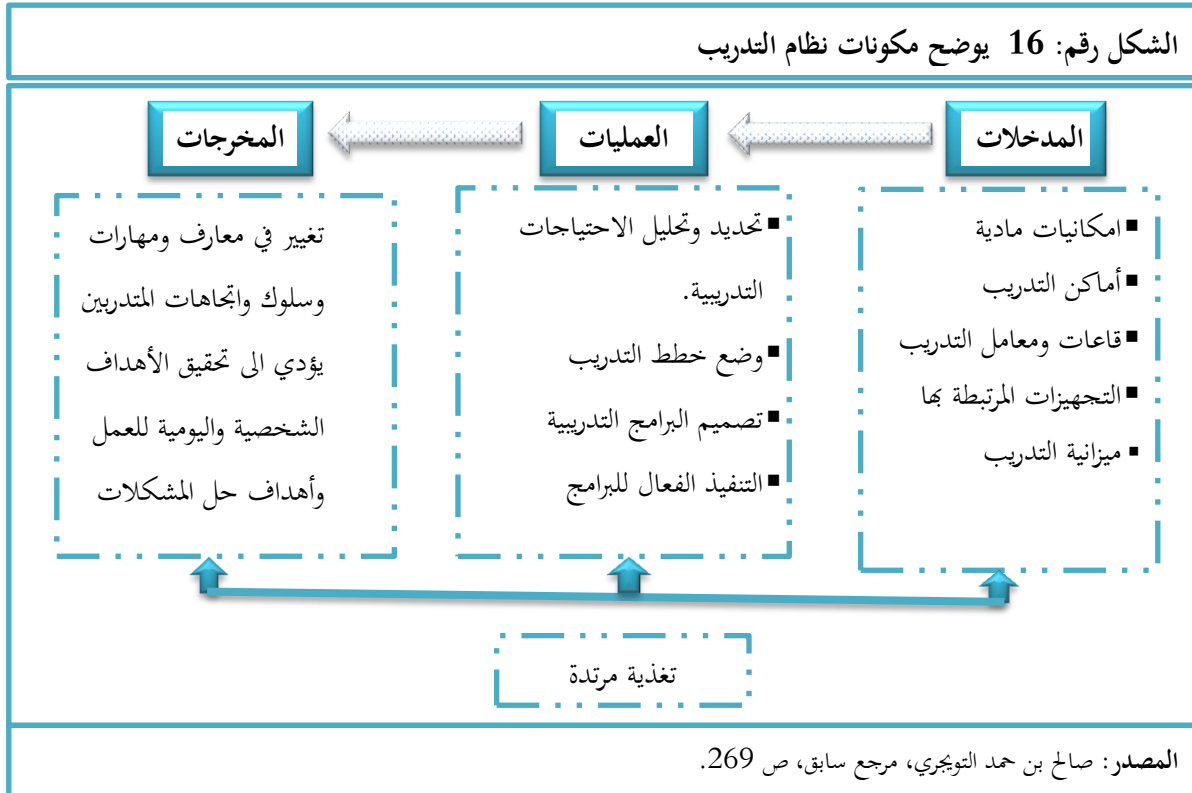 الشكل رقم: 16 يوضح مكونات نظام التدريب
المدخلات
العمليات
المخرجات
▪ امكانيات مادية
▪ أماكن التدريب
▪ قاعات ومعامل التدريب
▪ التجهيزات المرتبطة بها
▪ ميزانية التدريب
▪ تحديد وتحليل الاحتياجات
التدريبية.
▪ وضع خطط التدريب
▪ تصميم البرامج التدريبية
▪ التنفيذ الفعال للبرامج
تغيير في معارف ومهارات
وسلوك واتجاهات المتدربين
يؤدي الى تحقيق الأهداف
الشخصية واليومية للعمل
وأهداف حل المشكلات
تغذية مرتدة
المصدر: صالح بن حمد التويجري، مرجع سابق، ص 269.